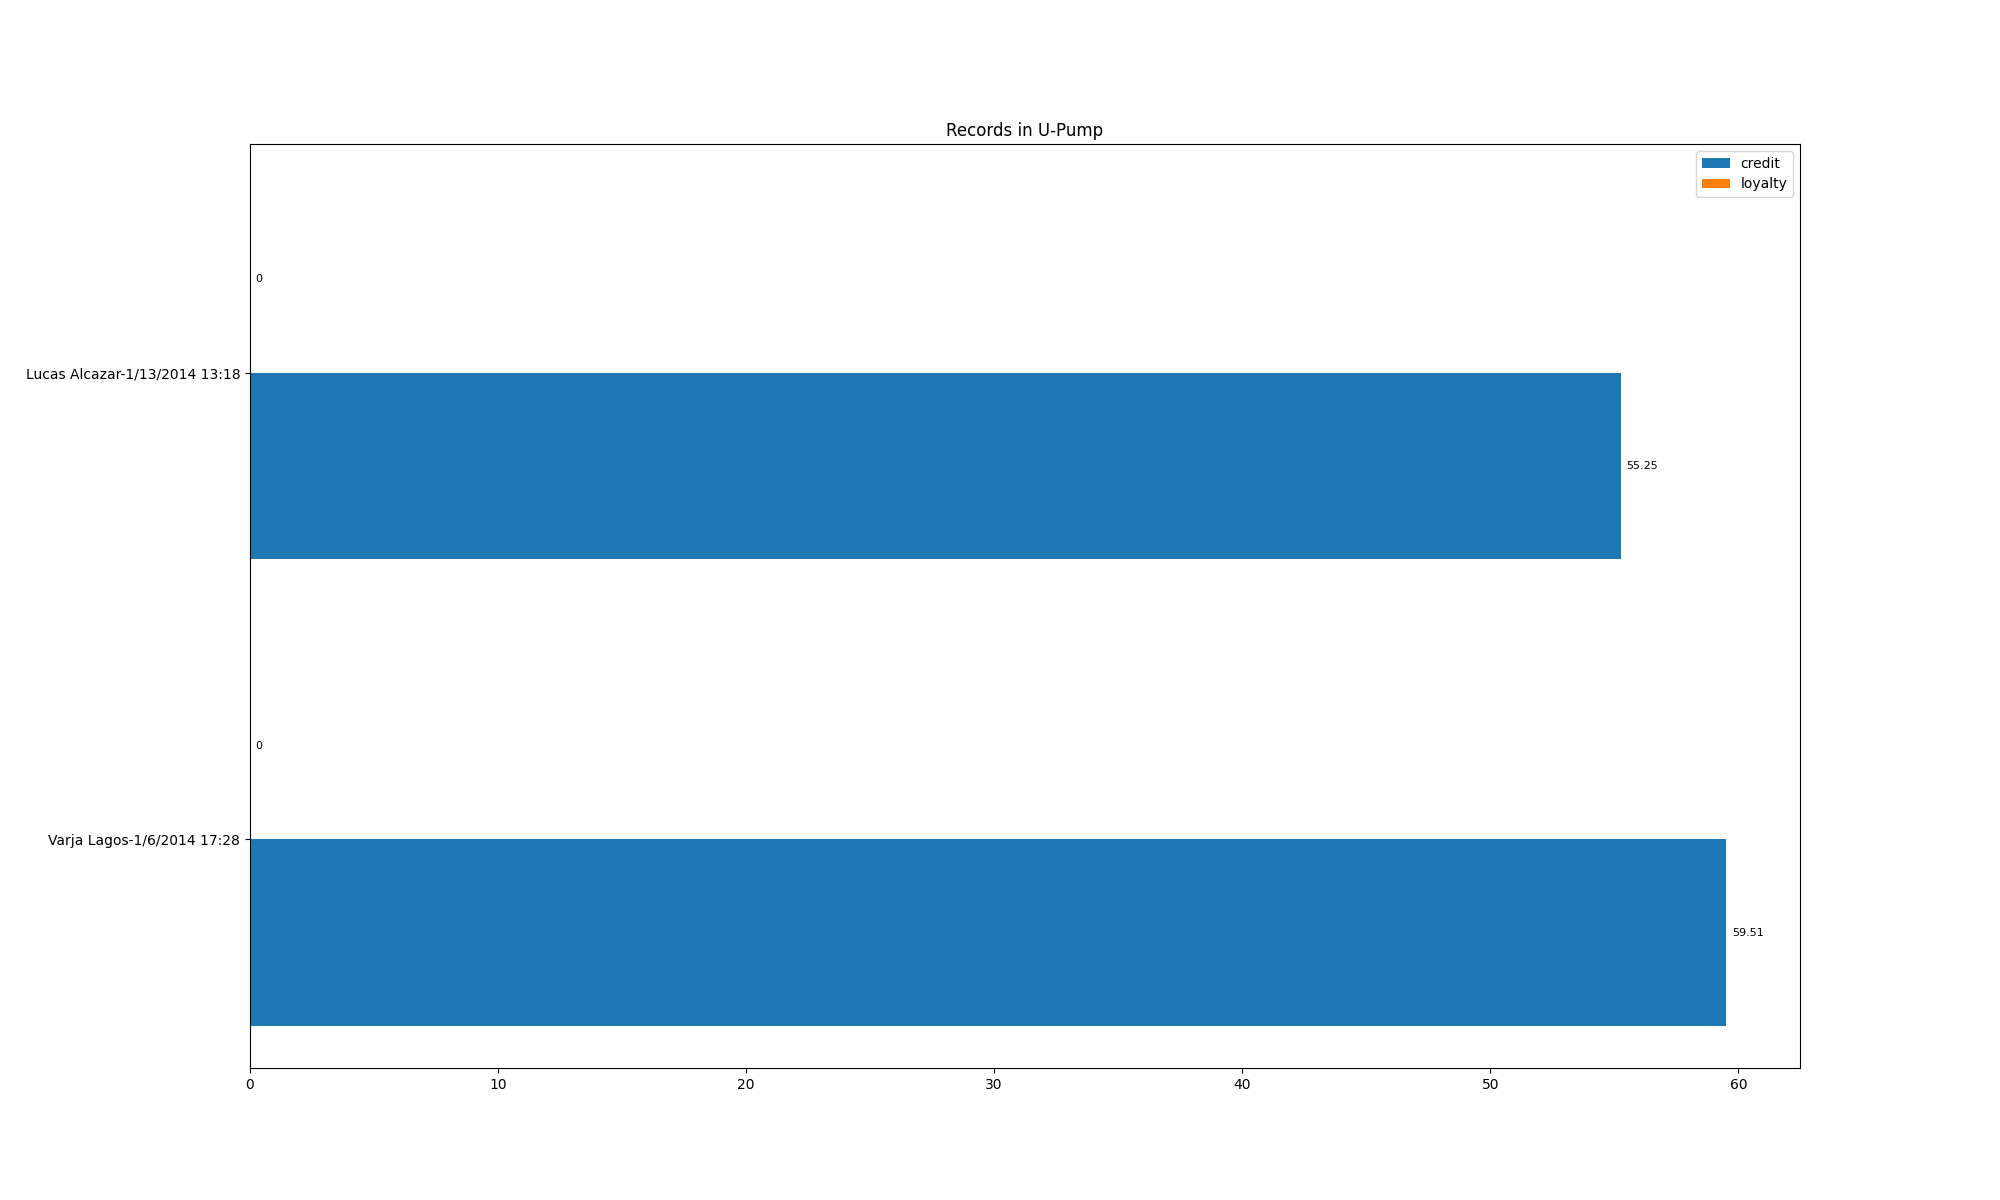 Records in U-Pump
credit
loyalty
0
Lucas Alcazar-1/13/2014 13:18
55.25
0
Varja Lagos-1/6/2014 17:28
59.51
0 10 20 30 40 50 60